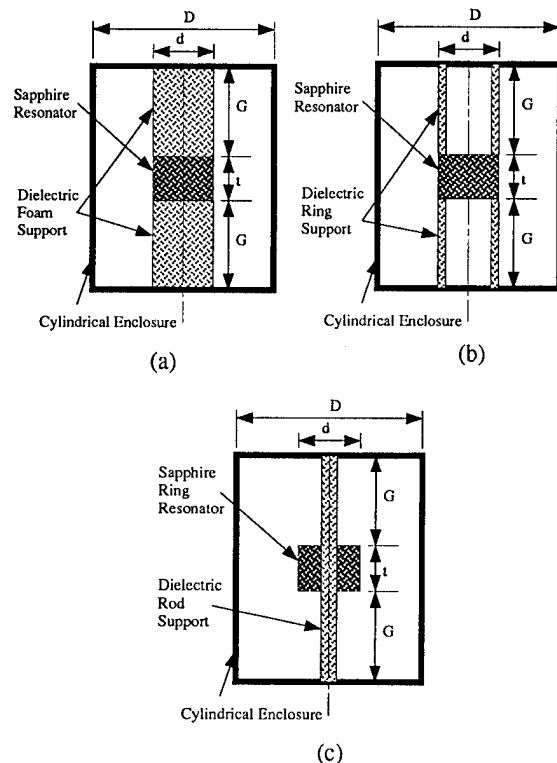 D
d
Sapphire
Resonator
G
t
Dielectric
Foam
Support
G
Cylindrical Enclosure
(a)
D
d
Sapphire
Resonator
G
t
Dielectric
Ring
Support
G
Cylindrical Enclosure
(b)
D
d
Sapphire
Ring
Resonator
G
t
Dielectric
Rod
Support
G
Cylindrical Enclosure
(c)